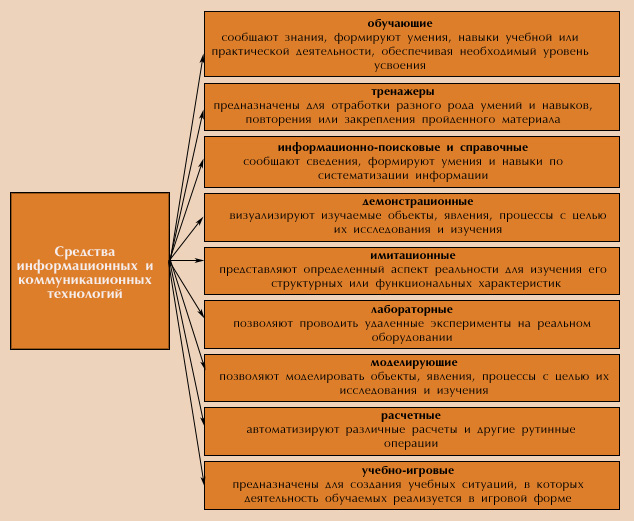 Средства
информационных и
коммуникационных
технологий
обучающие
сообщают знания, формируют умения, навыки учебной или
практической деятельности, обеспечивая необходимый уровень
усвоения
тренажеры
предназначены для отработки разного рода умений и навыков,
повторения или закрепления пройденного материала
информационно-поисковые и справочные
сообщают сведения, формируют умения и навыки по
систематизации информации
демонстрационные
визуализируют изучаемые объекты, явления, процессы с целью
их исследования и изучения
имитационные
представляют определенный аспект реальности для изучения его
структурных или функциональных характеристик
лабораторные
позволяют проводить удаленные эксперименты на реальном
оборудовании
моделирующие
позволяют моделировать объекты, явления, процессы с целью их
исследования и изучения
расчетные
автоматизируют различные расчеты и другие рутинные
операции
учебно-игровые
предназначены для создания учебных ситуаций, в которых
деятельность обучаемых реализуется в игровой форме